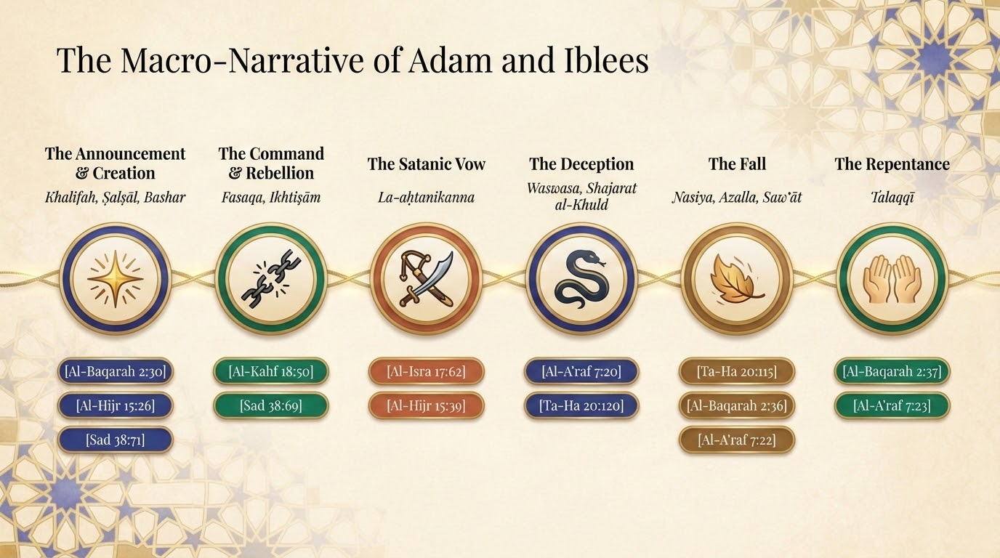 The Macro-Narrative of Adam and Iblees
The Announcement
& Creation
Khalifah, Ṣalṣāl, Bashar
[Al-Baqarah 2:30]
[Al-Hijr 15:26]
[Sad 38:71]
The Command
& Rebellion
Fasaqa, Ikhtiṣām
[Al-Kahf 18:50]
[Sad 38:69]
The Satanic Vow
La-aḥtanikanna
[Al-Isra 17:62]
[Al-Hijr 15:39]
The Deception
Waswasa, Shajarat
al-Khuld
[Al-A'raf 7:20]
[Ta-Ha 20:120]
The Fall
Nasiya, Azalla, Saw'āt
[Ta-Ha 20:115]
[Al-Baqarah 2:36]
[Al-A'raf 7:22]
The Repentance
Talaqqī
[Al-Baqarah 2:37]
[Al-A'raf 7:23]